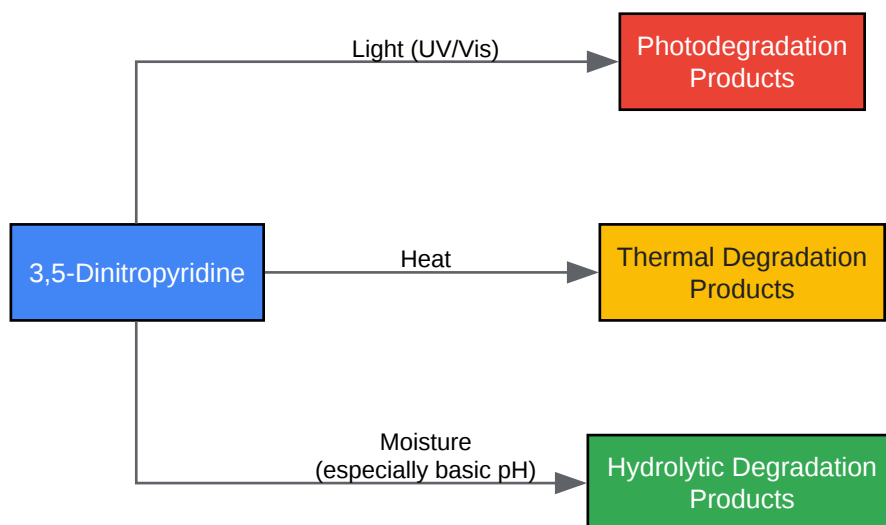 Light (UV/Vis)
Photodegradation
Products
3,5-Dinitropyridine
Heat
Thermal Degradation
Products
Moisture
(especially basic pH)
Hydrolytic Degradation
Products